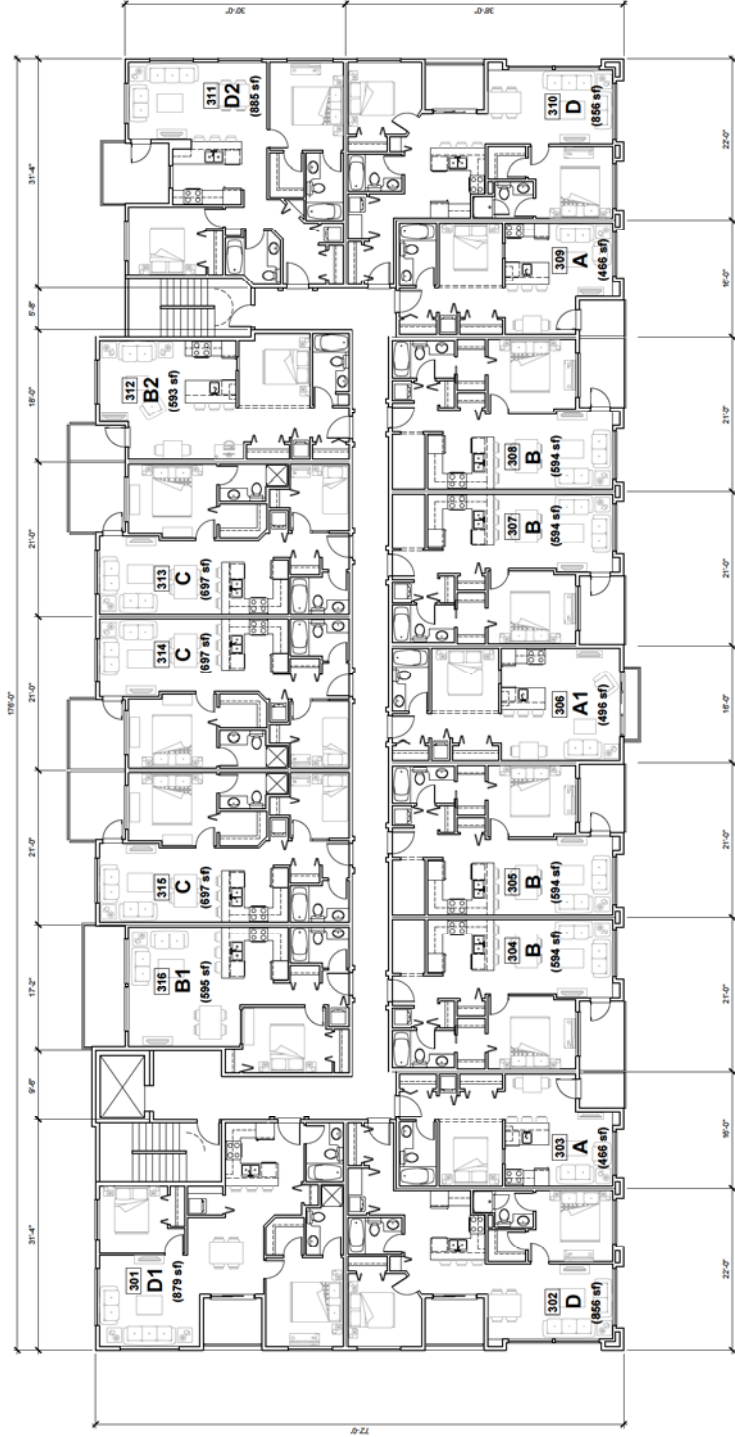 176'-0"
31'-4"
9'-6"
17'-2"
21'-0"
21'-0"
21'-0"
18'-0"
5'-8"
31'-4"
72'-0"
30'-0"
38'-0"
301
D1
(879 sf)
316
B1
(595 sf)
315
C
(697 sf)
314
C
(697 sf)
313
C
(697 sf)
312
B2
(593 sf)
311
D2
(885 sf)
302
D
(856 sf)
303
A
(466 sf)
304
B
(594 sf)
305
B
(594 sf)
306
A1
(496 sf)
307
B
(594 sf)
308
B
(594 sf)
309
A
(466 sf)
310
D
(856 sf)
22'-0"
16'-0"
21'-0"
21'-0"
16'-0"
21'-0"
21'-0"
16'-0"
22'-0"